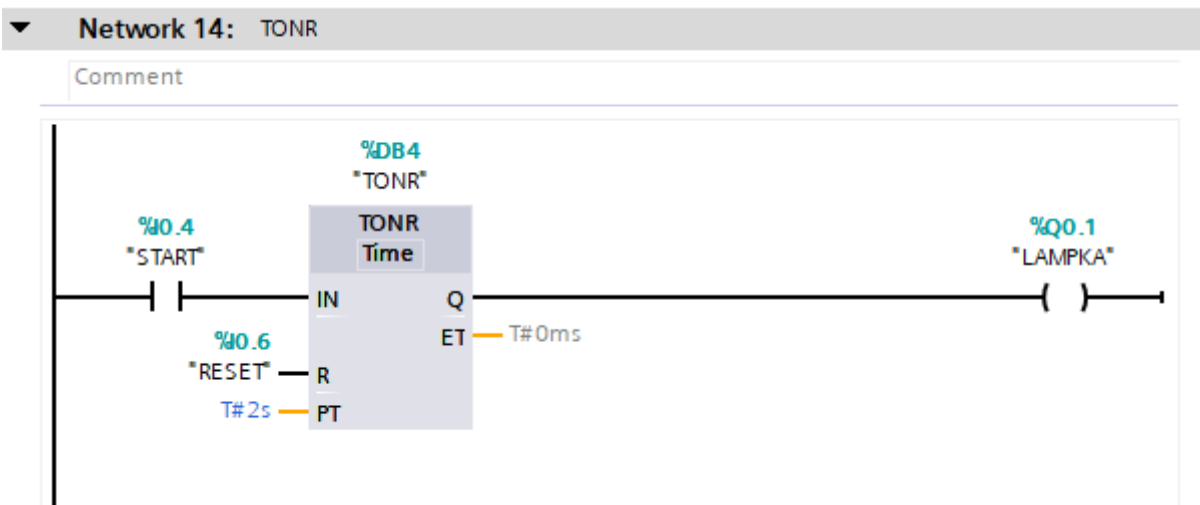 Network 14: TONR
Comment
%DB4
"TONR"
%I0.4
"START"
TONR
Time
%Q0.1
"LAMPKA"
IN
Q
%I0.6
"RESET"
ET
T#0ms
R
T#2s
PT